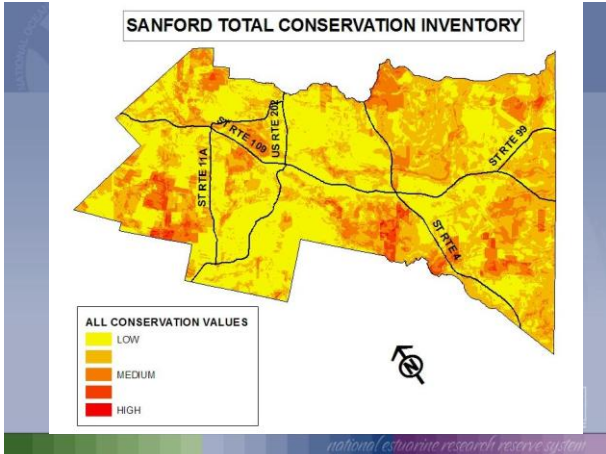 SANFORD TOTAL CONSERVATION INVENTORY
ST RTE 109
US RTE 202
ST RTE 11A
ST RTE 99
ST RTE 4
ALL CONSERVATION VALUES
LOW
MEDIUM
HIGH
N
national estuarine research reserve system